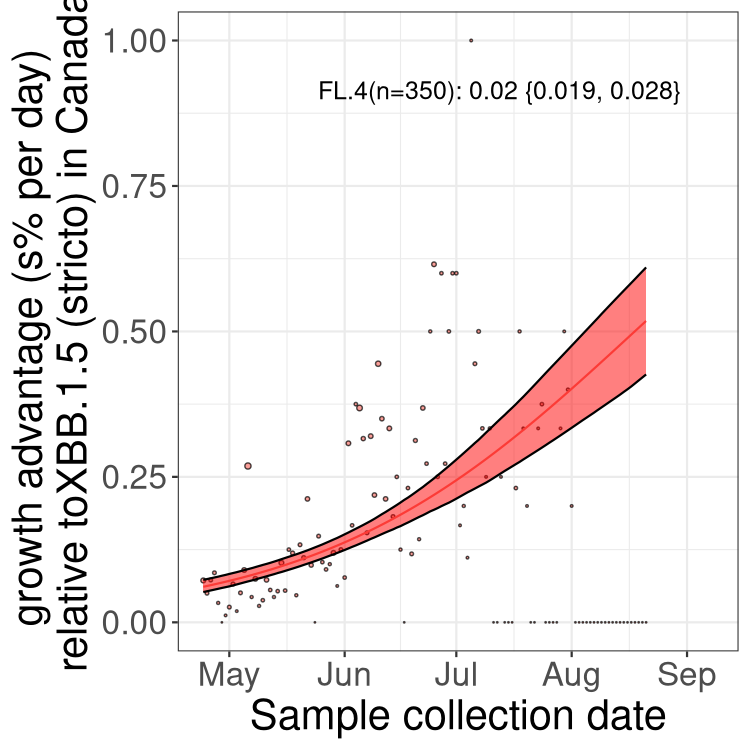 growth advantage (s% per day)
relative toXBB.1.5 (stricto) in Canada
1.00
0.75
0.50
0.25
0.00
FL.4(n=350): 0.02 {0.019, 0.028}
May Jun Jul Aug Sep
Sample collection date